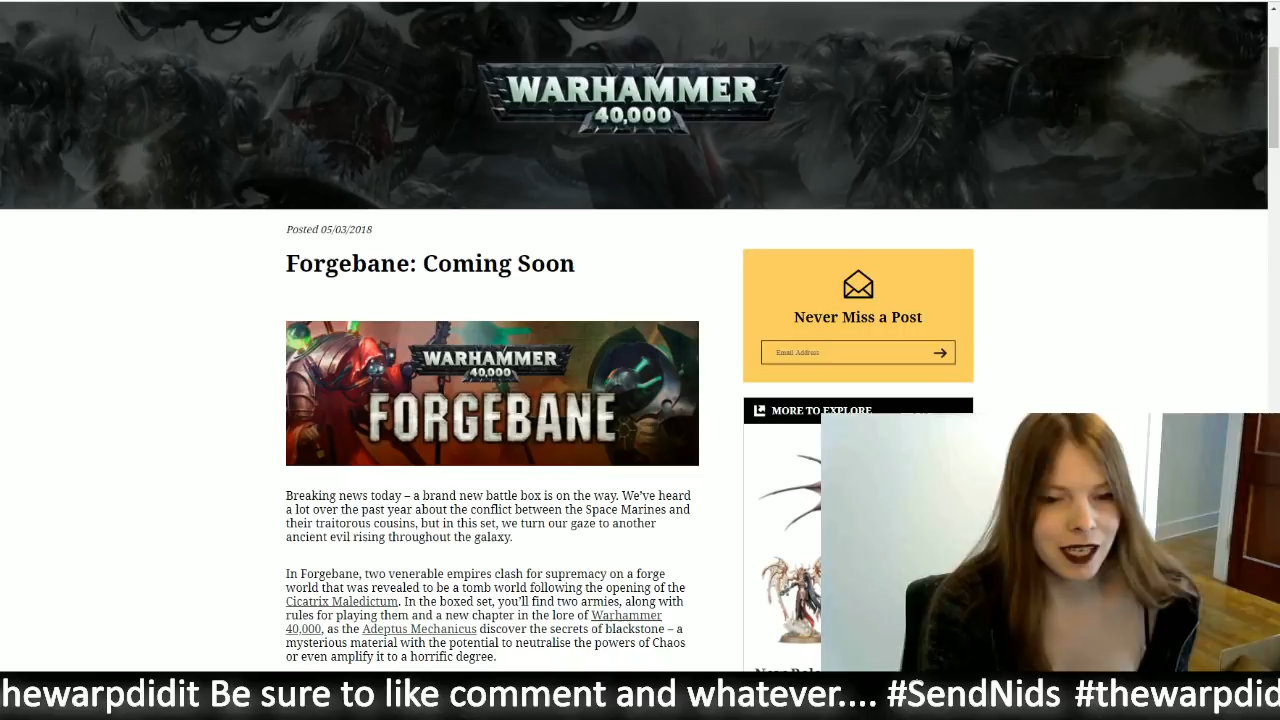 WARHAMMER
40,000
Posted 05/03/2018
Forgebane: Coming Soon
WARHAMMER
40,000
FORGEBANE
Never Miss a Post
Email Address
MORE TO EXPLORE
Breaking news today – a brand new battle box is on the way. We've heard
a lot over the past year about the conflict between the Space Marines and
their traitorous cousins, but in this set, we turn our gaze to another
ancient evil rising throughout the galaxy.
In Forgebane, two venerable empires clash for supremacy on a forge
world that was revealed to be a tomb world following the opening of the
Cicatrix Maledictum. In the boxed set, you'll find two armies, along with
rules for playing them and a new chapter in the lore of Warhammer
40,000, as the Adeptus Mechanicus discover the secrets of blackstone – a
mysterious material with the potential to neutralise the powers of Chaos
or even amplify it to a horrific degree.
hewarpdidit Be sure to like comment and whatever.... #SendNids #thewarpdid